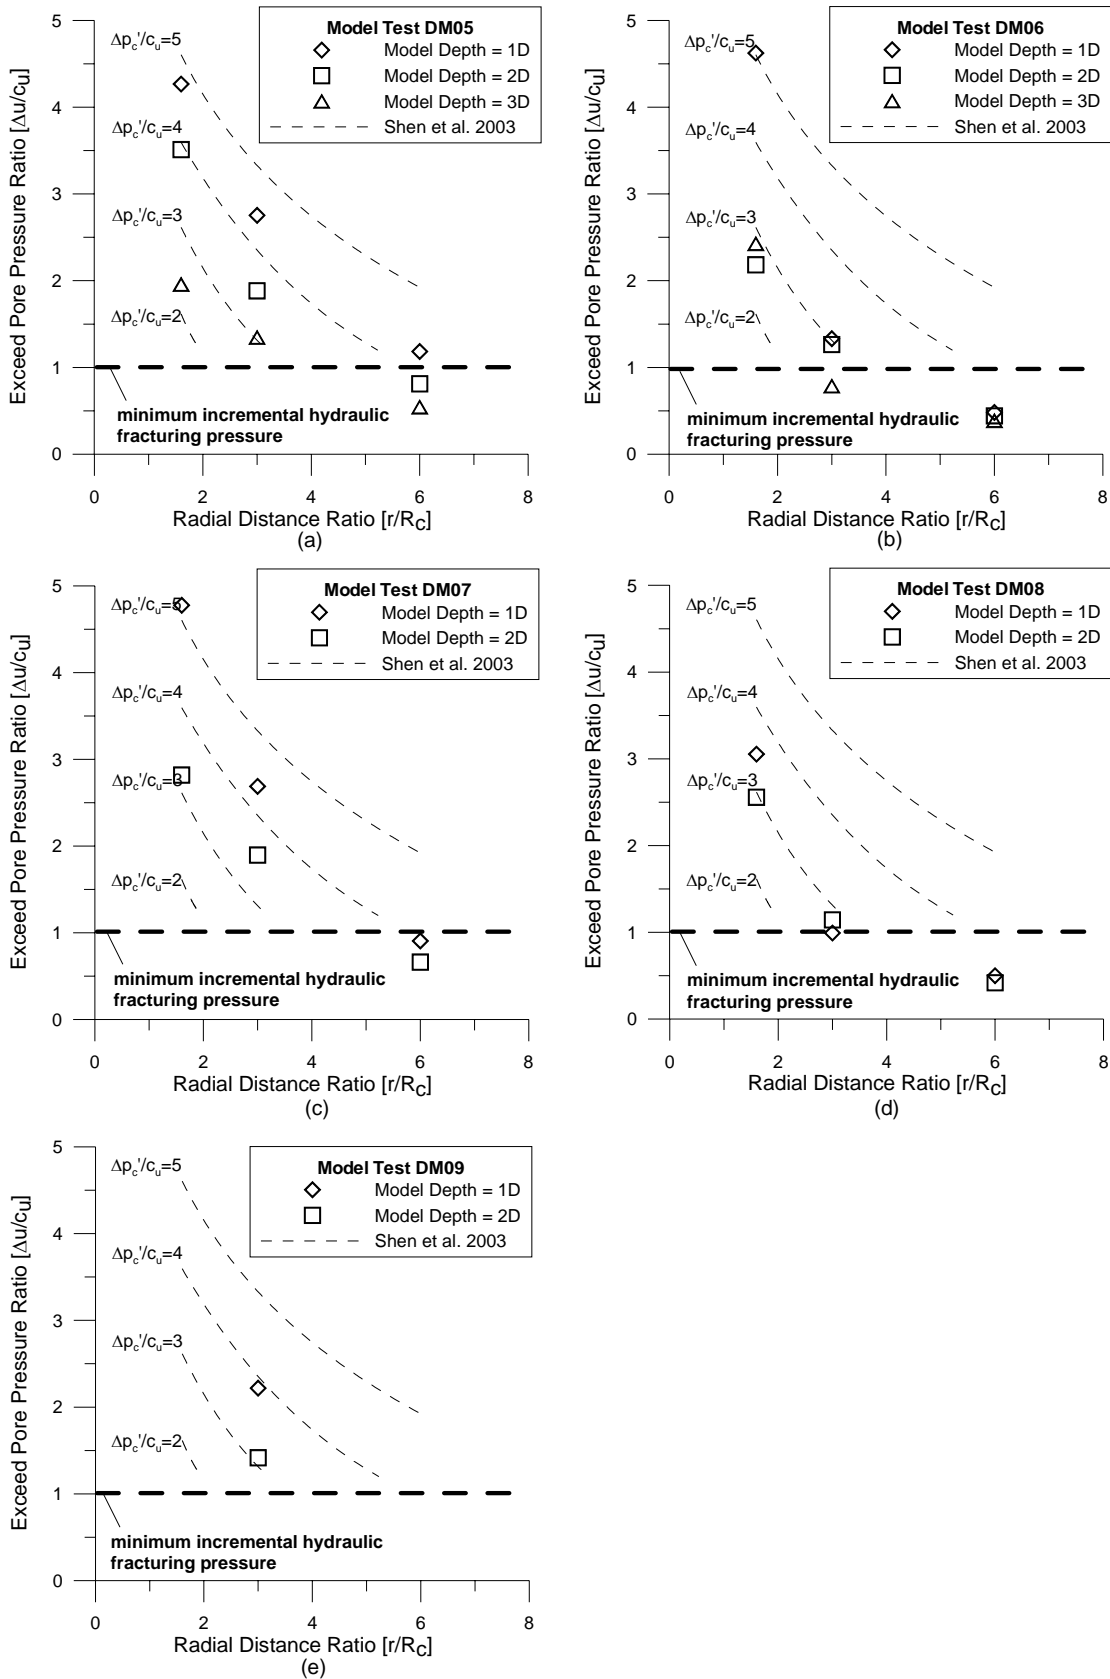 Exceed Pore Pressure Ratio [Δu/cu]
5
4
3
2
1
0
Δpc'/cu=5
Δpc'/cu=4
Δpc'/cu=3
Δpc'/cu=2
Model Test DM05
Model Depth = 1D
Model Depth = 2D
Model Depth = 3D
Shen et al. 2003
minimum incremental hydraulic
fracturing pressure
0 2 4 6 8
Radial Distance Ratio [r/RC]
(a)
Exceed Pore Pressure Ratio [Δu/cu]
5
4
3
2
1
0
Δpc'/cu=5
Δpc'/cu=4
Δpc'/cu=3
Δpc'/cu=2
Model Test DM06
Model Depth = 1D
Model Depth = 2D
Model Depth = 3D
Shen et al. 2003
minimum incremental hydraulic
fracturing pressure
0 2 4 6 8
Radial Distance Ratio [r/RC]
(b)
Exceed Pore Pressure Ratio [Δu/cu]
5
4
3
2
1
0
Δpc'/cu=5
Δpc'/cu=4
Δpc'/cu=3
Δpc'/cu=2
Model Test DM07
Model Depth = 1D
Model Depth = 2D
Shen et al. 2003
minimum incremental hydraulic
fracturing pressure
0 2 4 6 8
Radial Distance Ratio [r/RC]
(c)
Exceed Pore Pressure Ratio [Δu/cu]
5
4
3
2
1
0
Δpc'/cu=5
Δpc'/cu=4
Δpc'/cu=3
Δpc'/cu=2
Model Test DM08
Model Depth = 1D
Model Depth = 2D
Shen et al. 2003
minimum incremental hydraulic
fracturing pressure
0 2 4 6 8
Radial Distance Ratio [r/RC]
(d)
Exceed Pore Pressure Ratio [Δu/cu]
5
4
3
2
1
0
Δpc'/cu=5
Δpc'/cu=4
Δpc'/cu=3
Δpc'/cu=2
Model Test DM09
Model Depth = 1D
Model Depth = 2D
Shen et al. 2003
minimum incremental hydraulic
fracturing pressure
0 2 4 6 8
Radial Distance Ratio [r/RC]
(e)